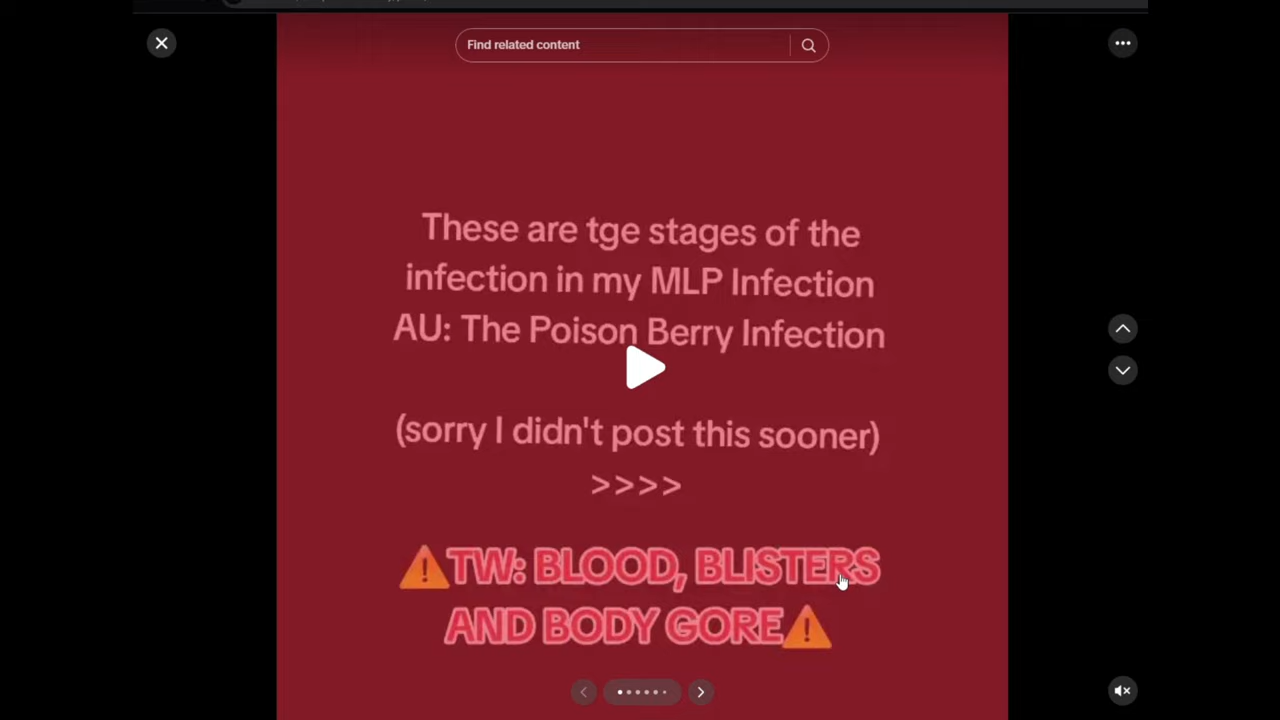 Find related content
These are tge stages of the
infection in my MLP Infection
AU: The Poison Berry Infection
(sorry I didn't post this sooner)
>>>>
⚠️TW: BLOOD, BLISTERS
AND BODY GORE⚠️